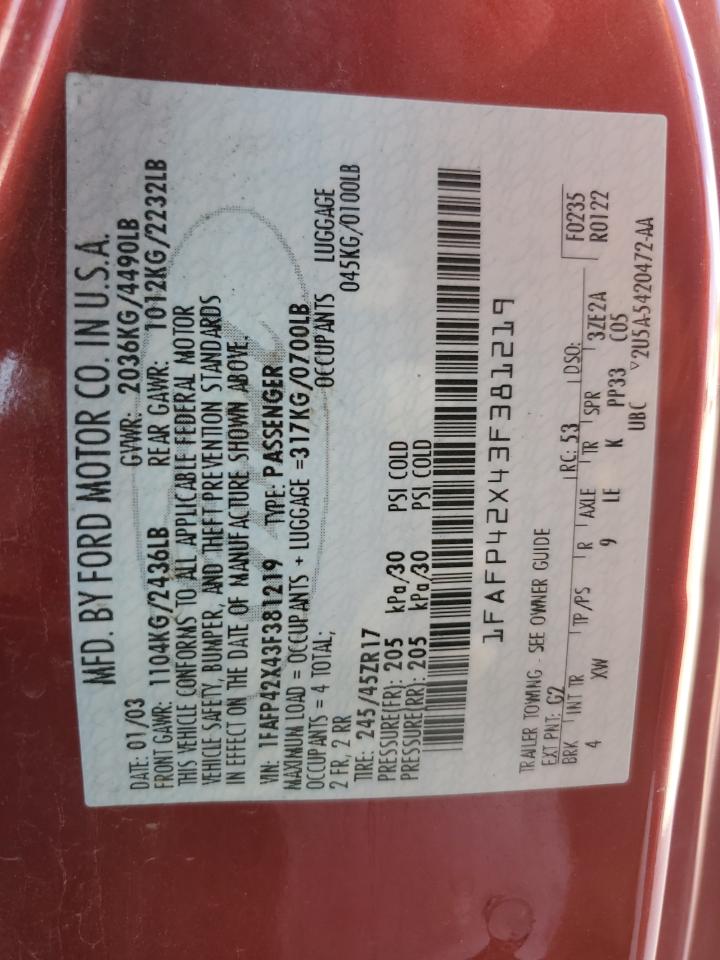 MFD. BY FORD MOTOR CO. IN U.S.A.
DATE: 01/03 GVWR: 2036KG/4490LB
FRONT GAWR: 1104KG/2436LB REAR GAWR: 1012KG/2232LB
THIS VEHICLE CONFORMS TO ALL APPLICABLE FEDERAL MOTOR
VEHICLE SAFETY, BUMPER, AND THEFT PREVENTION STANDARDS
IN EFFECT ON THE DATE OF MANUFACTURE SHOWN ABOVE.
VIN: 1FAFP42X43F381219 TYPE: PASSENGER
MAXIMUM LOAD = OCCUPANTS + LUGGAGE =317KG/0700LB
OCCUPANTS = 4 TOTAL; OCCUPANTS LUGGAGE
2 FR, 2 RR 045KG/0100LB
TIRE: 245/45ZR17
PRESSURE(FR): 205 kPa/30 PSI COLD
PRESSURE(RR): 205 kPa/30 PSI COLD
1FAFP42X43F381219
TRAILER TOWING - SEE OWNER GUIDE
EXT PNT: G2 RC: 53 DSO: F0235
BRK INT TR TP/PS R AXLE TR SPR 3ZE2A R0122
4 XW 9 LE K PP33 C05
UBC V2U5A-5420472-AA